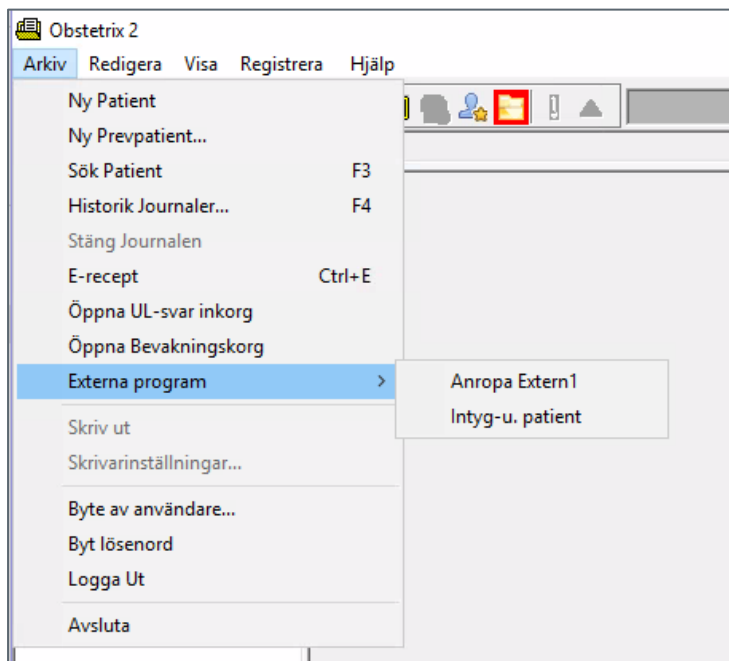 Obstetrix 2
Arkiv Redigera Visa Registrera Hjälp
Ny Patient
Ny Prevpatient...
Sök Patient F3
Historik Journaler... F4
Stäng Journalen
E-recept Ctrl+E
Öppna UL-svar inkorg
Öppna Bevakningskorg
Externa program >
Anropa Extern1
Intyg-u. patient
Skriv ut
Skrivarinställningar...
Byte av användare...
Byt lösenord
Logga Ut
Avsluta